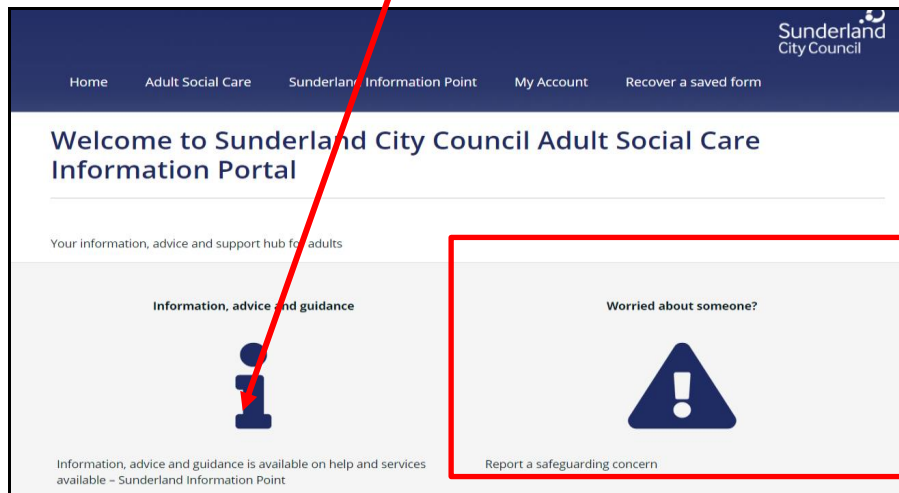 Sunderland
City Council
Home Adult Social Care Sunderland Information Point My Account Recover a saved form
Welcome to Sunderland City Council Adult Social Care
Information Portal
Your information, advice and support hub for adults
Information, advice and guidance
Information, advice and guidance is available on help and services
available – Sunderland Information Point
Worried about someone?
Report a safeguarding concern